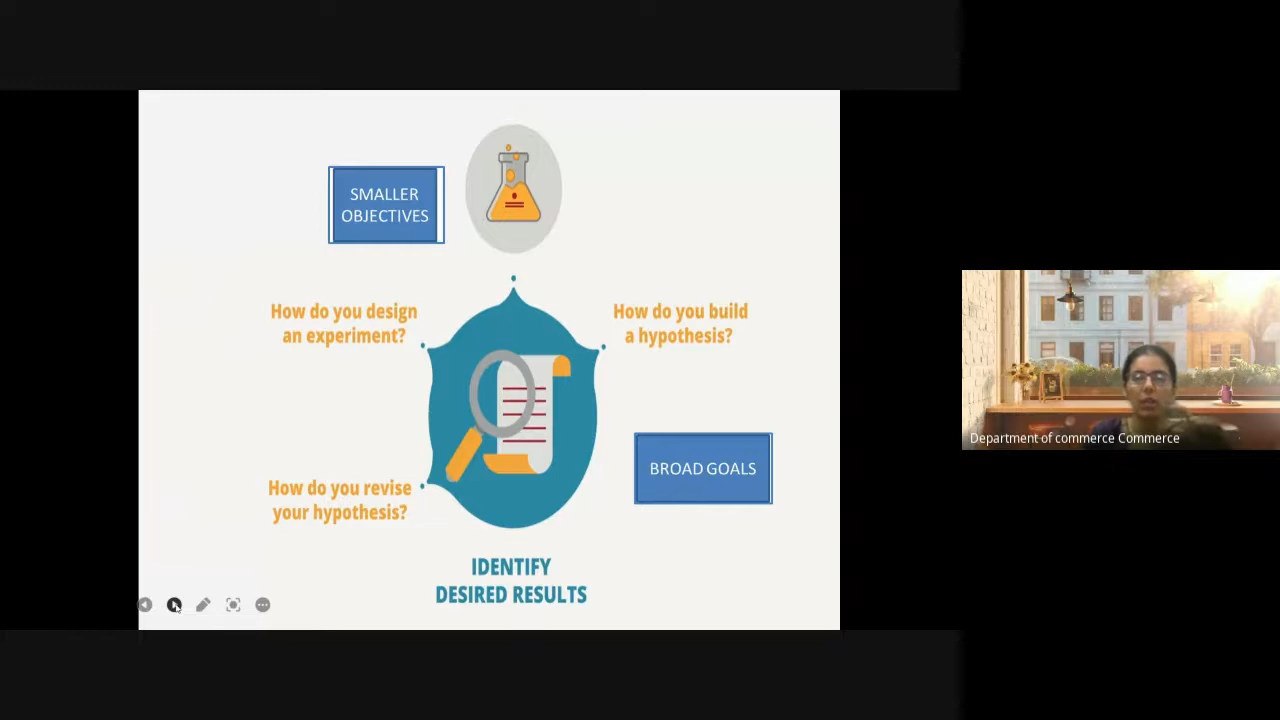 SMALLER
OBJECTIVES
How do you design
an experiment?
How do you build
a hypothesis?
BROAD GOALS
How do you revise
your hypothesis?
IDENTIFY
DESIRED RESULTS
Department of commerce Commerce